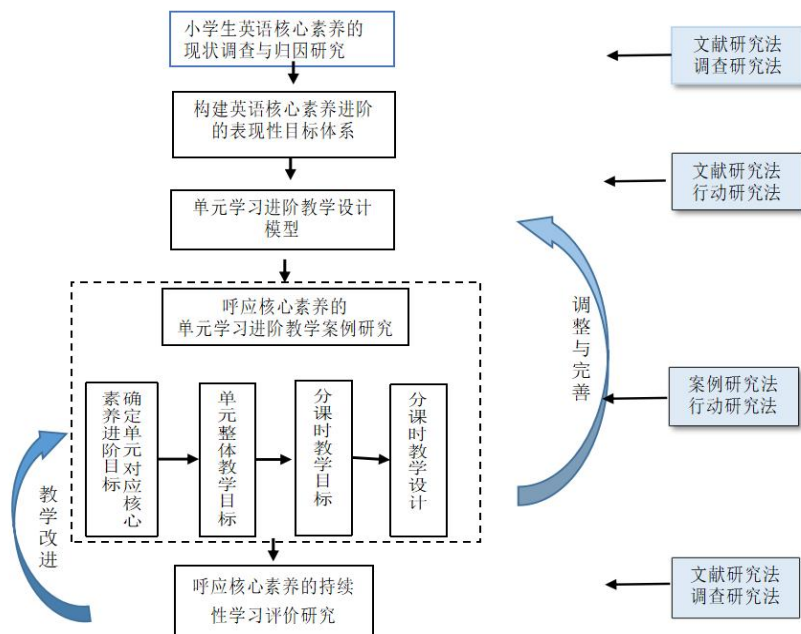 小学生英语核心素养的
现状调查与归因研究
文献研究法
调查研究法
构建英语核心素养进阶
的表现性目标体系
文献研究法
行动研究法
单元学习进阶教学设计
模型
呼应核心素养的
单元学习进阶教学案例研究
调整与完善
案例研究法
行动研究法
确定单元对应核心
素养进阶目标
单元整体教学目标
分课时教学目标
分课时教学设计
教学改进
呼应核心素养的持续
性学习评价研究
文献研究法
调查研究法